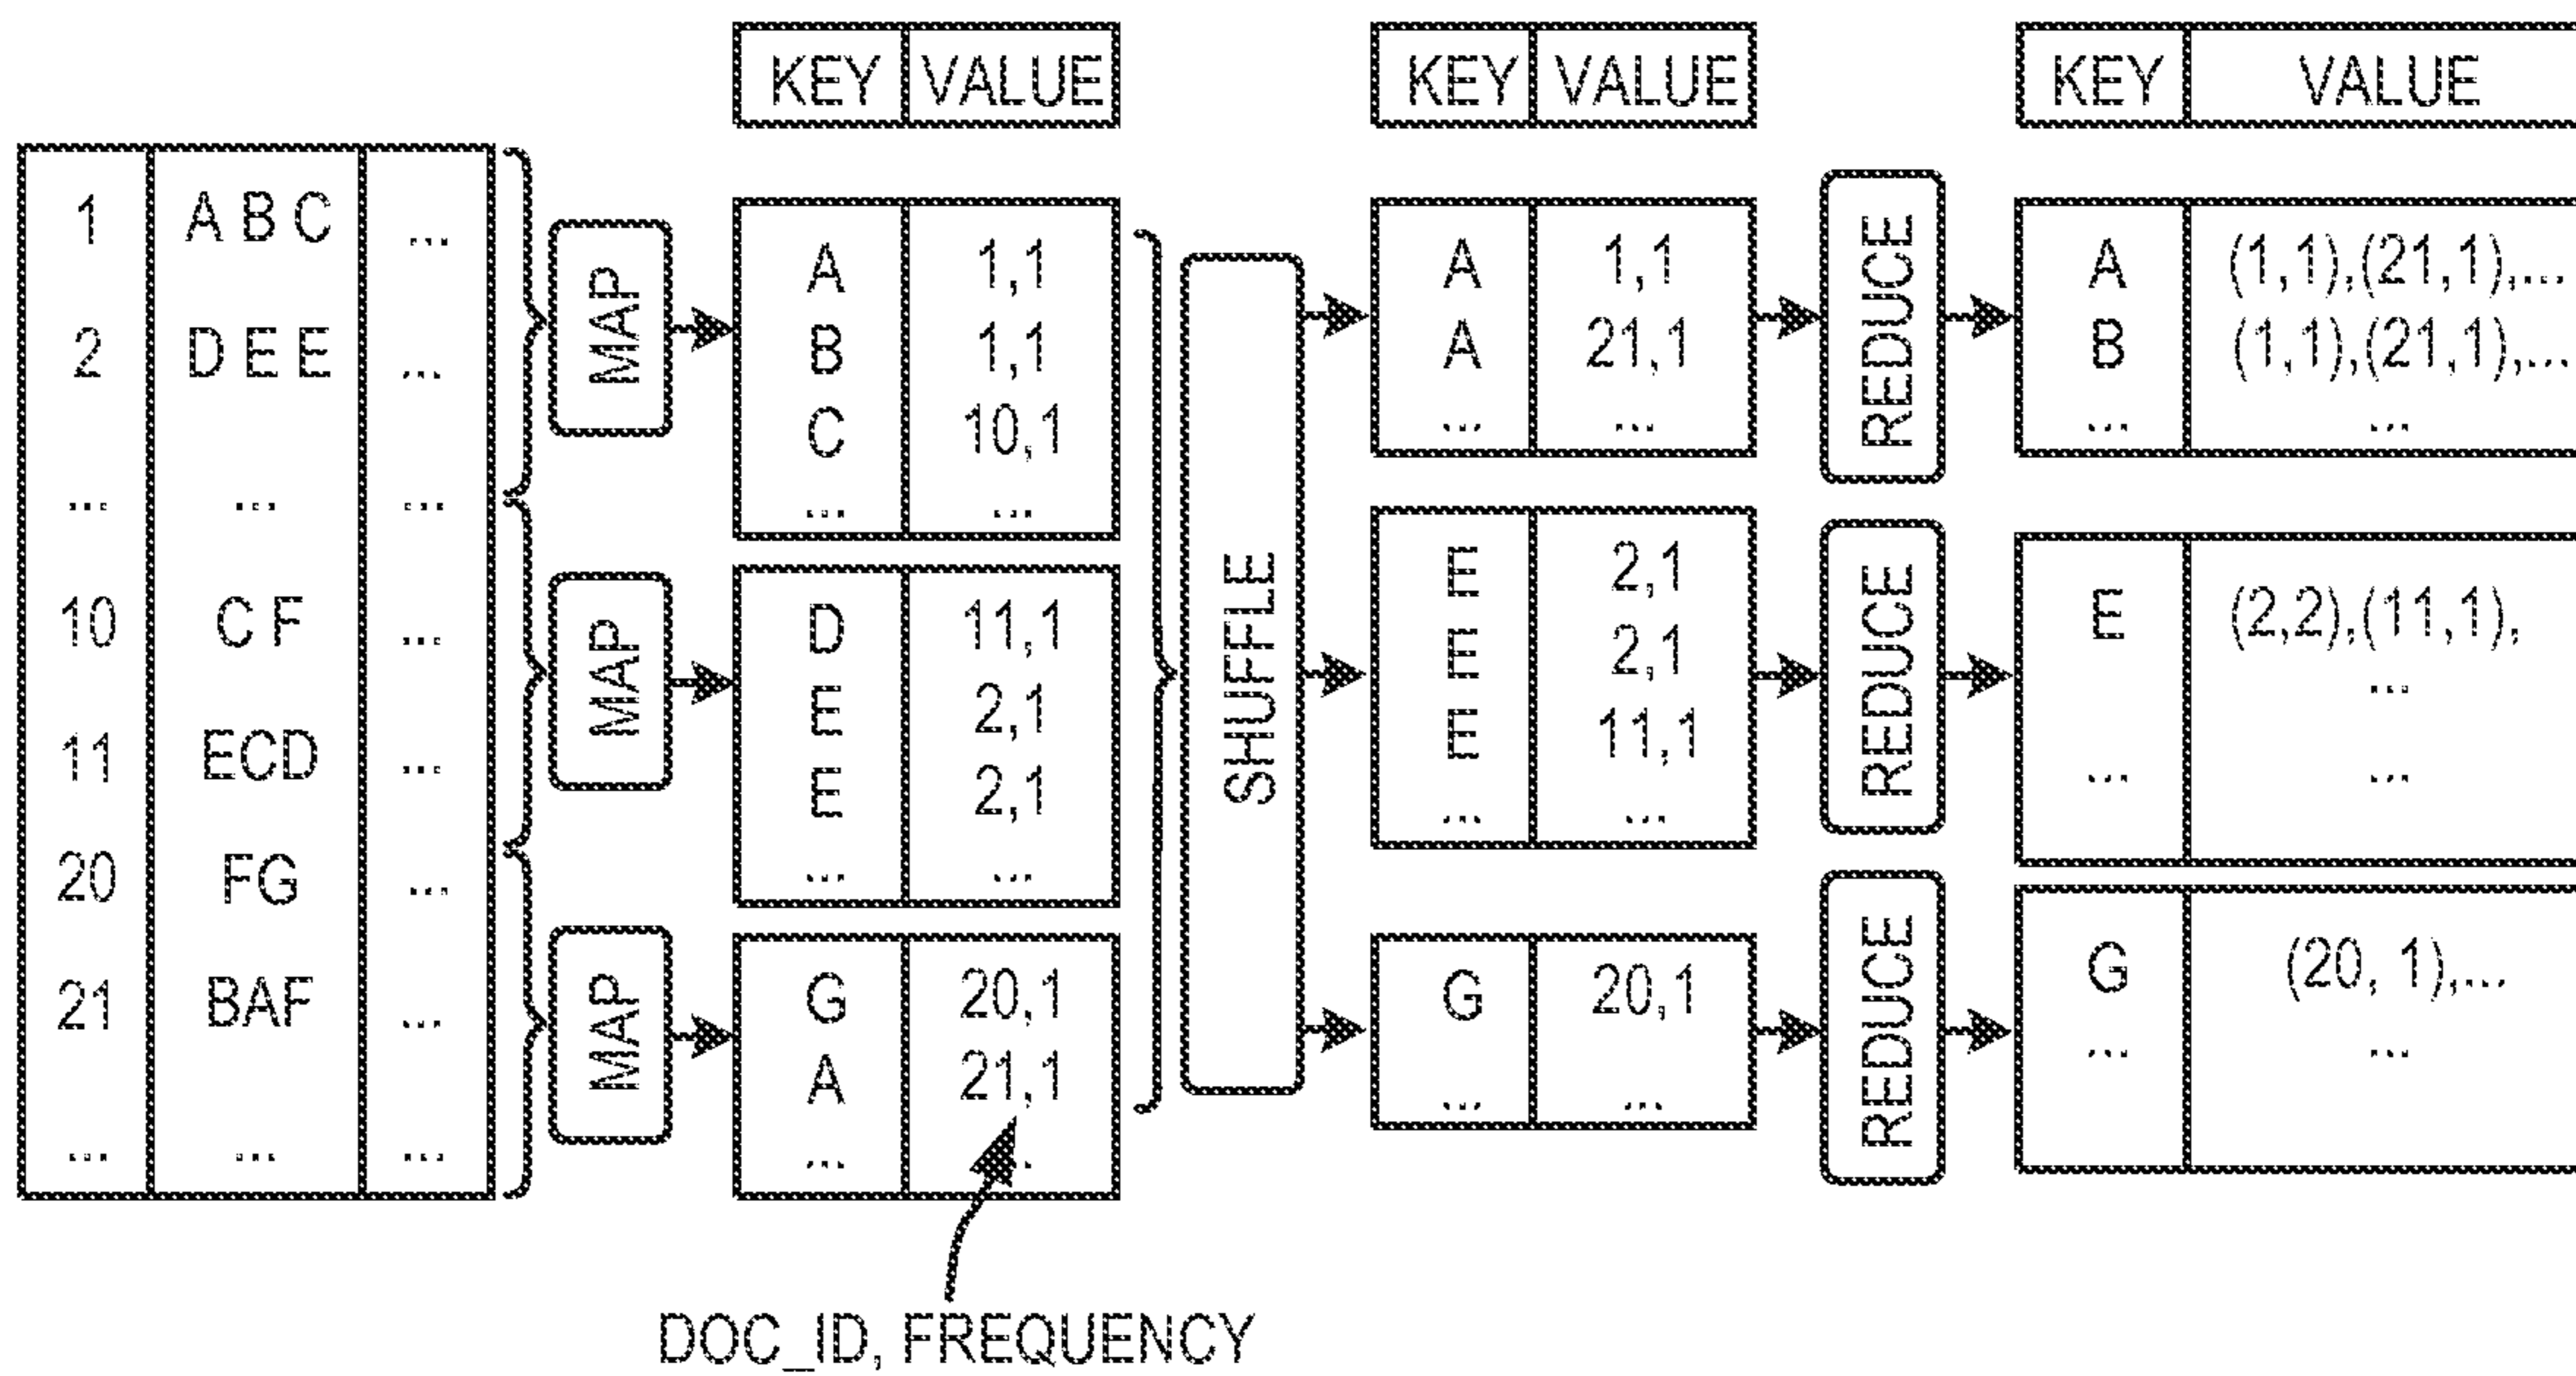 KEY VALUE
KEY VALUE
KEY VALUE
1 A B C ...
2 D E E ...
... ... ...
10 C F ...
11 ECD ...
20 FG ...
21 BAF ...
... ... ...
MAP
MAP
MAP
A 1,1
B 1,1
C 10,1
... ...
D 11,1
E 2,1
E 2,1
... ...
G 20,1
A 21,1
... ...
DOC_ID, FREQUENCY
SHUFFLE
A 1,1
A 21,1
... ...
E 2,1
E 2,1
E 11,1
... ...
G 20,1
... ...
REDUCE
REDUCE
REDUCE
A (1,1),(21,1),...
B (1,1),(21,1),...
... ...
E (2,2),(11,1),
...
... ...
G (20, 1),...
... ...